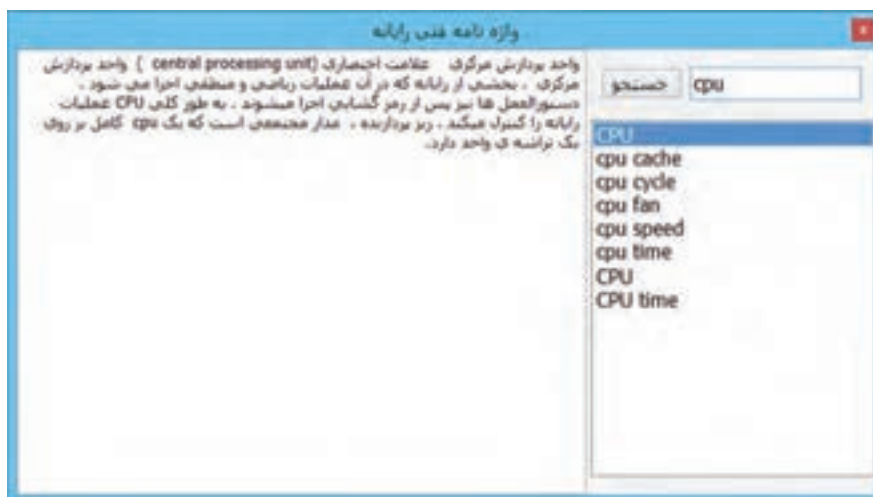 واژه نامه فنی رایانه
جستجو
cpu
واحد پردازش مرکزی علامت اختصاری (central processing unit ) واحد پردازش
مرکزی ، بخشی از رایانه که در آن عملیات ریاضی و منطقی اجرا می شود .
دستورالعمل ها نیز پس از رمز گشایی اجرا میشوند . به طور کلی CPU عملیات
رایانه را کنترل میکند . ریز پردازنده ، مدار مجتمعی است که یک cpu کامل بر روی
یک تراشه ی واحد دارد.
CPU
cpu cache
cpu cycle
cpu fan
cpu speed
cpu time
CPU
CPU time